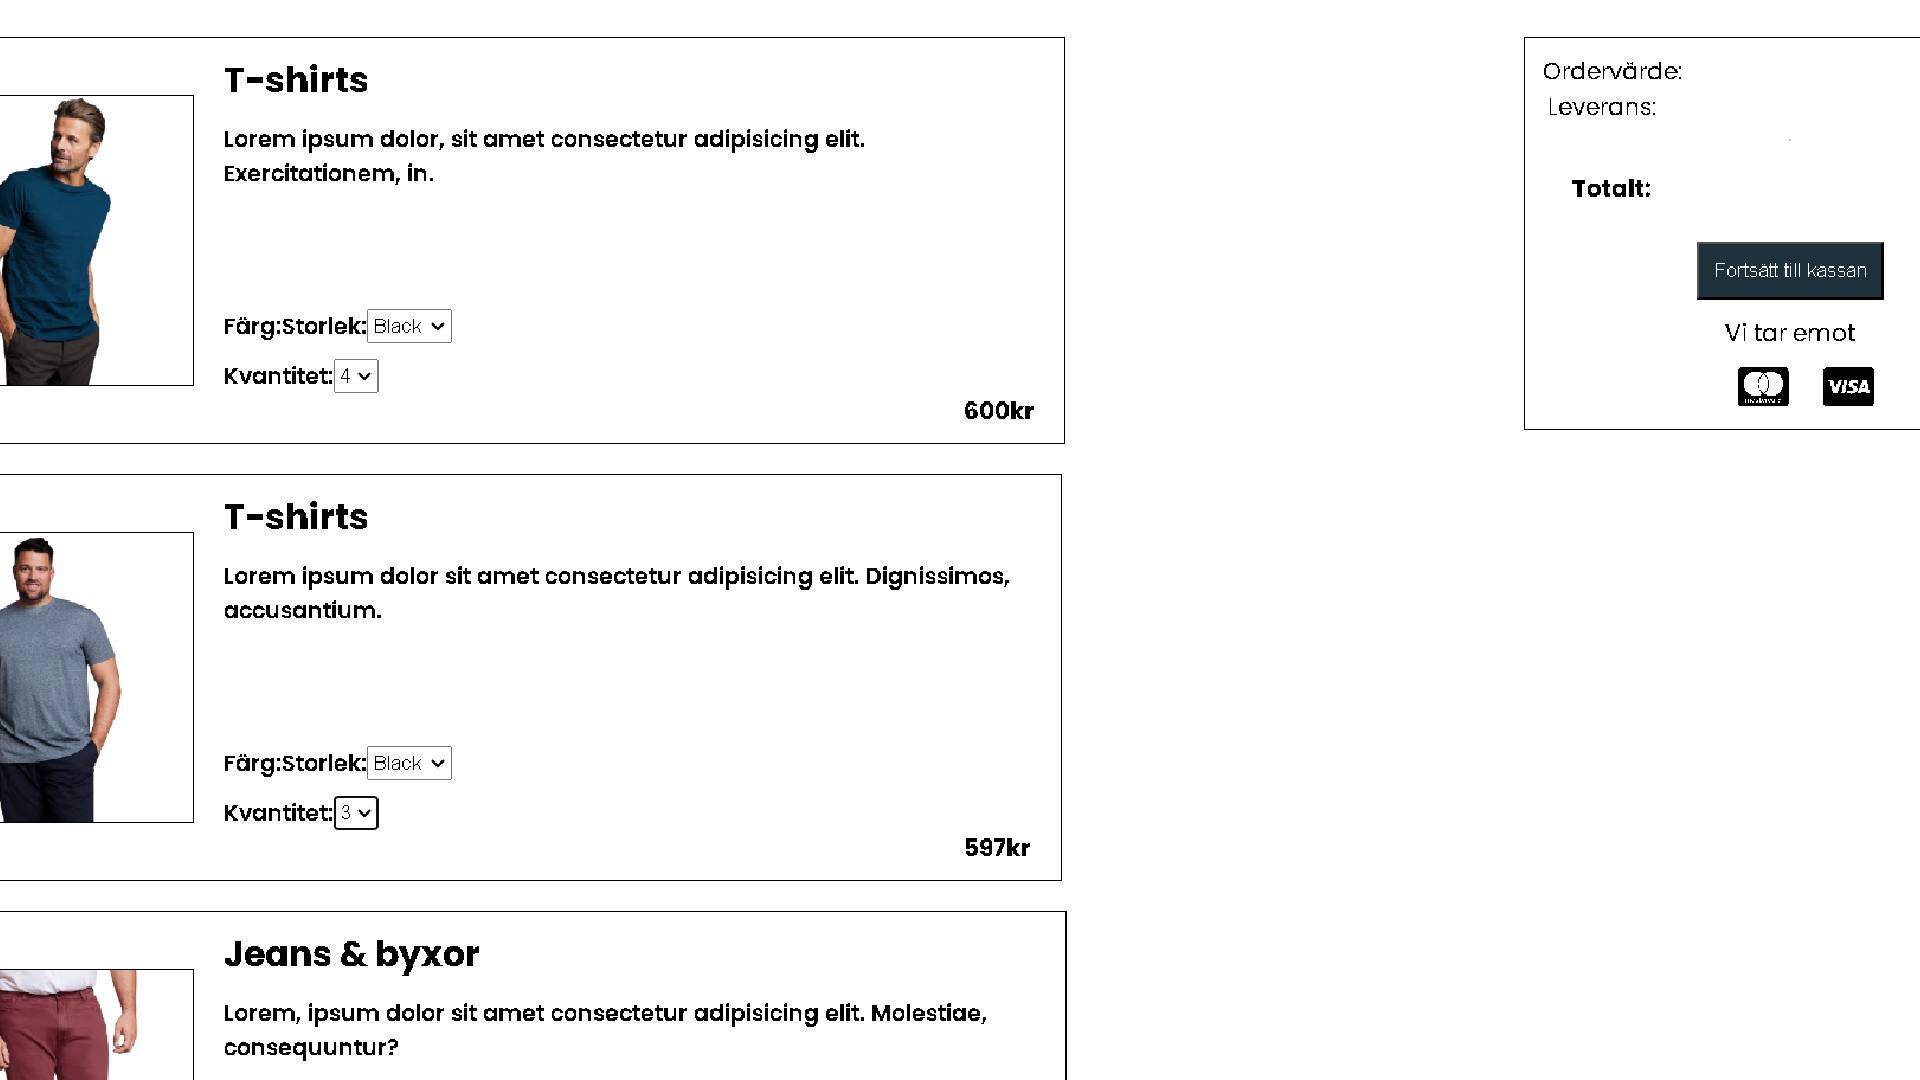 T-shirts
Lorem ipsum dolor, sit amet consectetur adipisicing elit.
Exercitationem, in.
Färg:Storlek: Black
Kvantitet: 4
600kr
T-shirts
Lorem ipsum dolor sit amet consectetur adipisicing elit. Dignissimos,
accusantium.
Färg:Storlek: Black
Kvantitet: 3
597kr
Jeans & byxor
Lorem, ipsum dolor sit amet consectetur adipisicing elit. Molestiae,
consequuntur?
Ordervärde:
Leverans:
Totalt:
Fortsätt till kassan
Vi tar emot
VISA